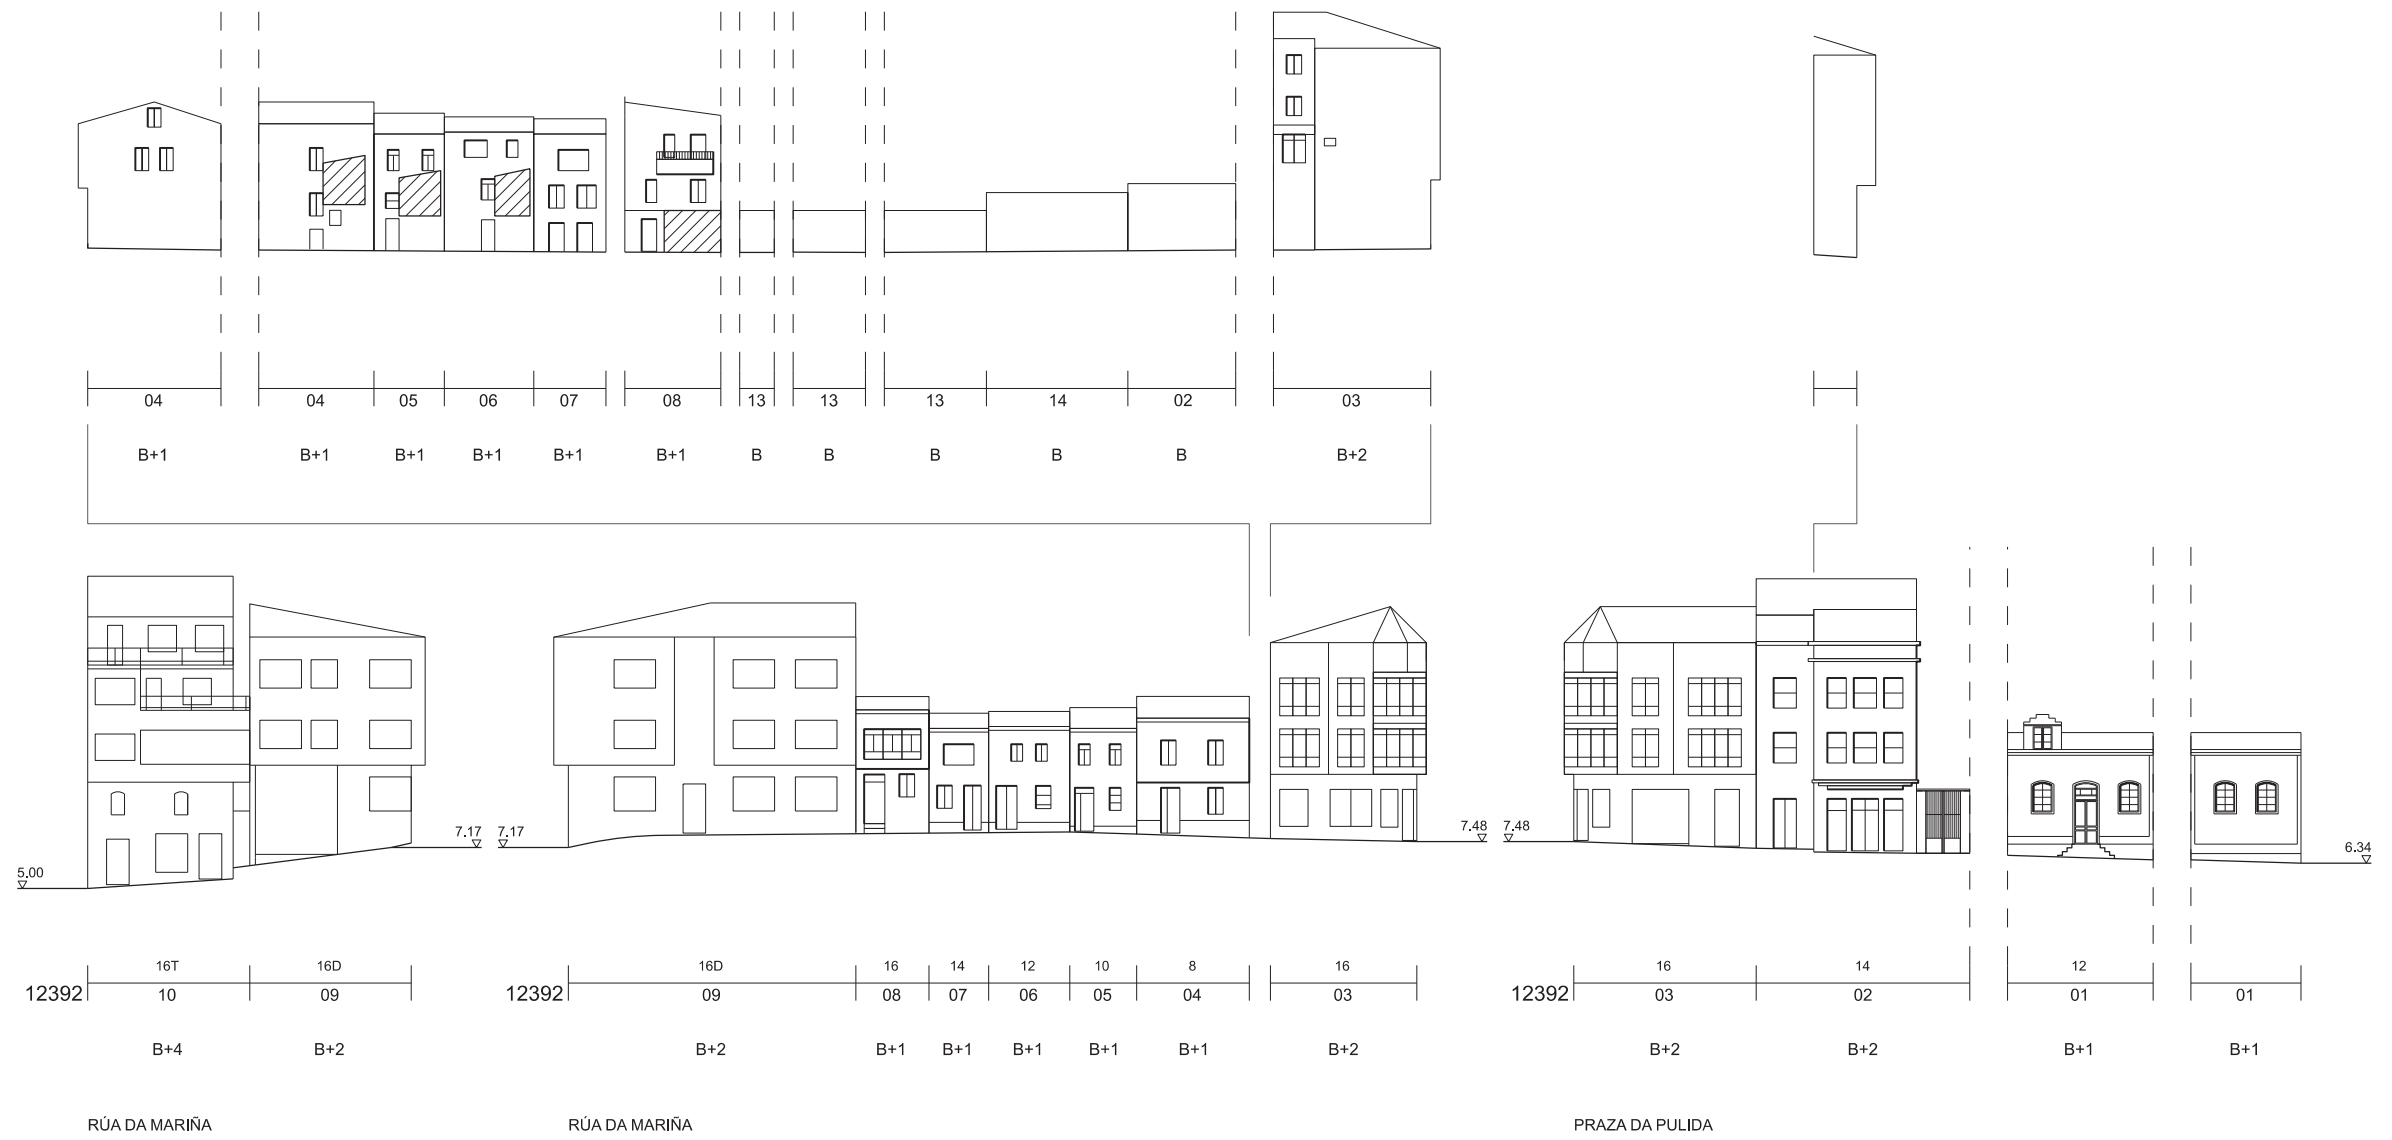 04 04 05 06 07 08 13 13 13 14 02 03
B+1 B+1 B+1 B+1 B+1 B+1 B B B B B B+2
5.00 7.17 7.17 7.48 7.48 6.34
16T 16D 16D 16 14 12 10 8 16 16 14 12
12392 10 09 12392 09 08 07 06 05 04 03 12392 03 02 01 01
B+4 B+2 B+2 B+1 B+1 B+1 B+1 B+1 B+2 B+2 B+2 B+1 B+1
RÚA DA MARIÑA RÚA DA MARIÑA PRAZA DA PULIDA